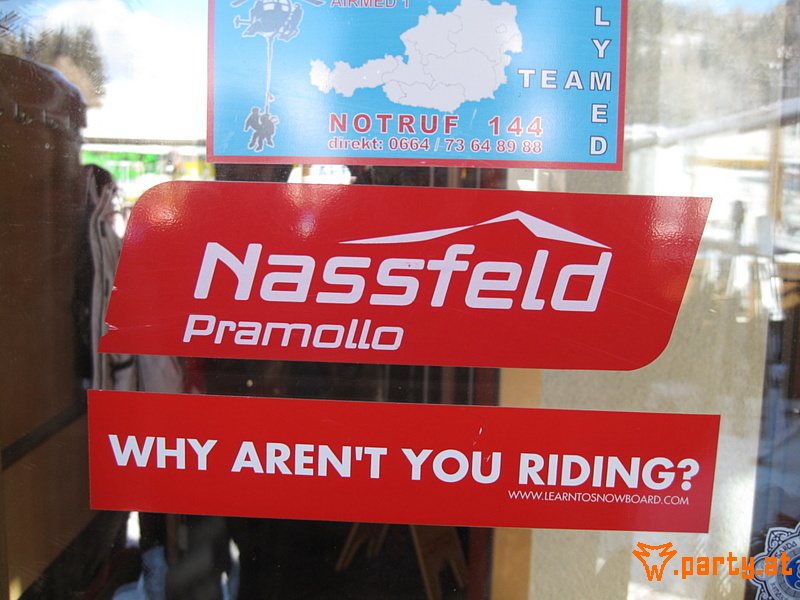 AIRMED 1
LYMED
TEAM
NOTRUF 144
direkt: 0664 / 73 64 89 88
Nassfeld
Pramollo
WHY AREN'T YOU RIDING?
WWW.LEARNTOSNOWBOARD.COM
w.party.at